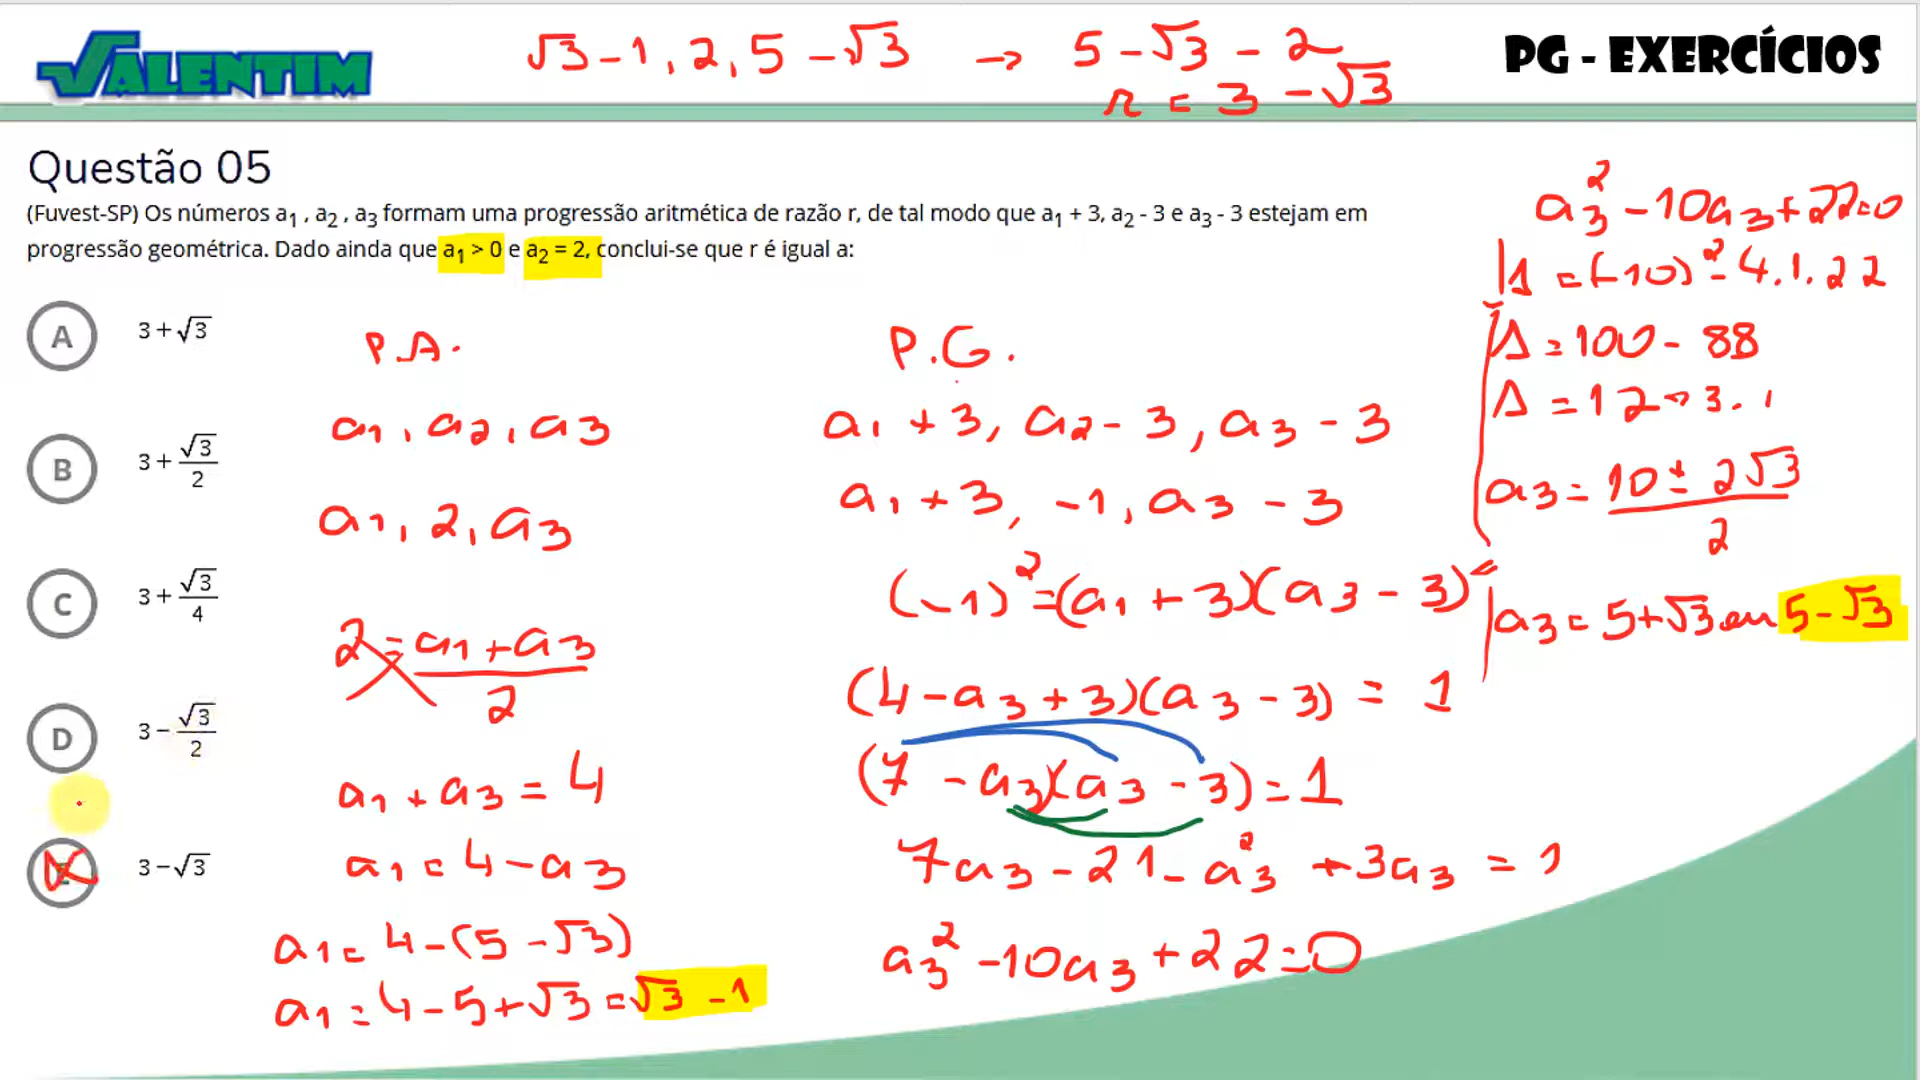 VALENTIM
√3 - 1, 2, 5 - √3 → 5 - √3 - 2
r = 3 - √3
PG - EXERCÍCIOS
Questão 05
(Fuvest-SP) Os números a1 , a2 , a3 formam uma progressão aritmética de razão r, de tal modo que a1 + 3, a2 - 3 e a3 - 3 estejam em
progressão geométrica. Dado ainda que a1 > 0 e a2 = 2, conclui-se que r é igual a:
A 3 + √3
B 3 + √3/2
C 3 + √3/4
D 3 − √3/2
E 3 − √3
P.A.
a1, a2, a3
a1, 2, a3
2 = a1 + a3 / 2
a1 + a3 = 4
a1 = 4 - a3
a1 = 4 - (5 - √3)
a1 = 4 - 5 + √3 = √3 - 1
P.G.
a1 + 3, a2 - 3, a3 - 3
a1 + 3, -1, a3 - 3
(-1)² = (a1 + 3)(a3 - 3)
(4 - a3 + 3)(a3 - 3) = 1
(7 - a3)(a3 - 3) = 1
7a3 - 21 - a3² + 3a3 = 1
a3² - 10a3 + 22 = 0
a3² - 10a3 + 22 = 0
Δ = (-10)² - 4.1.22
Δ = 100 - 88
Δ = 12 → 3.
a3 = 10 ± 2√3 / 2
a3 = 5 + √3 ou 5 - √3